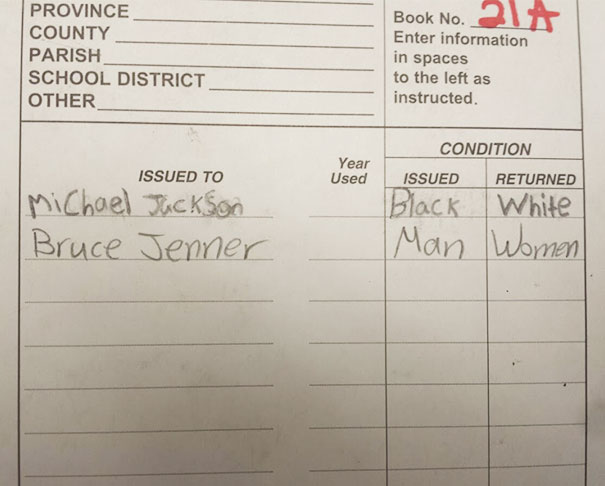 PROVINCE
COUNTY
PARISH
SCHOOL DISTRICT
OTHER
Book No. 21A
Enter information
in spaces
to the left as
instructed.
CONDITION
ISSUED TO Year Used ISSUED RETURNED
Michael Jackson Black White
Bruce Jenner Man Women